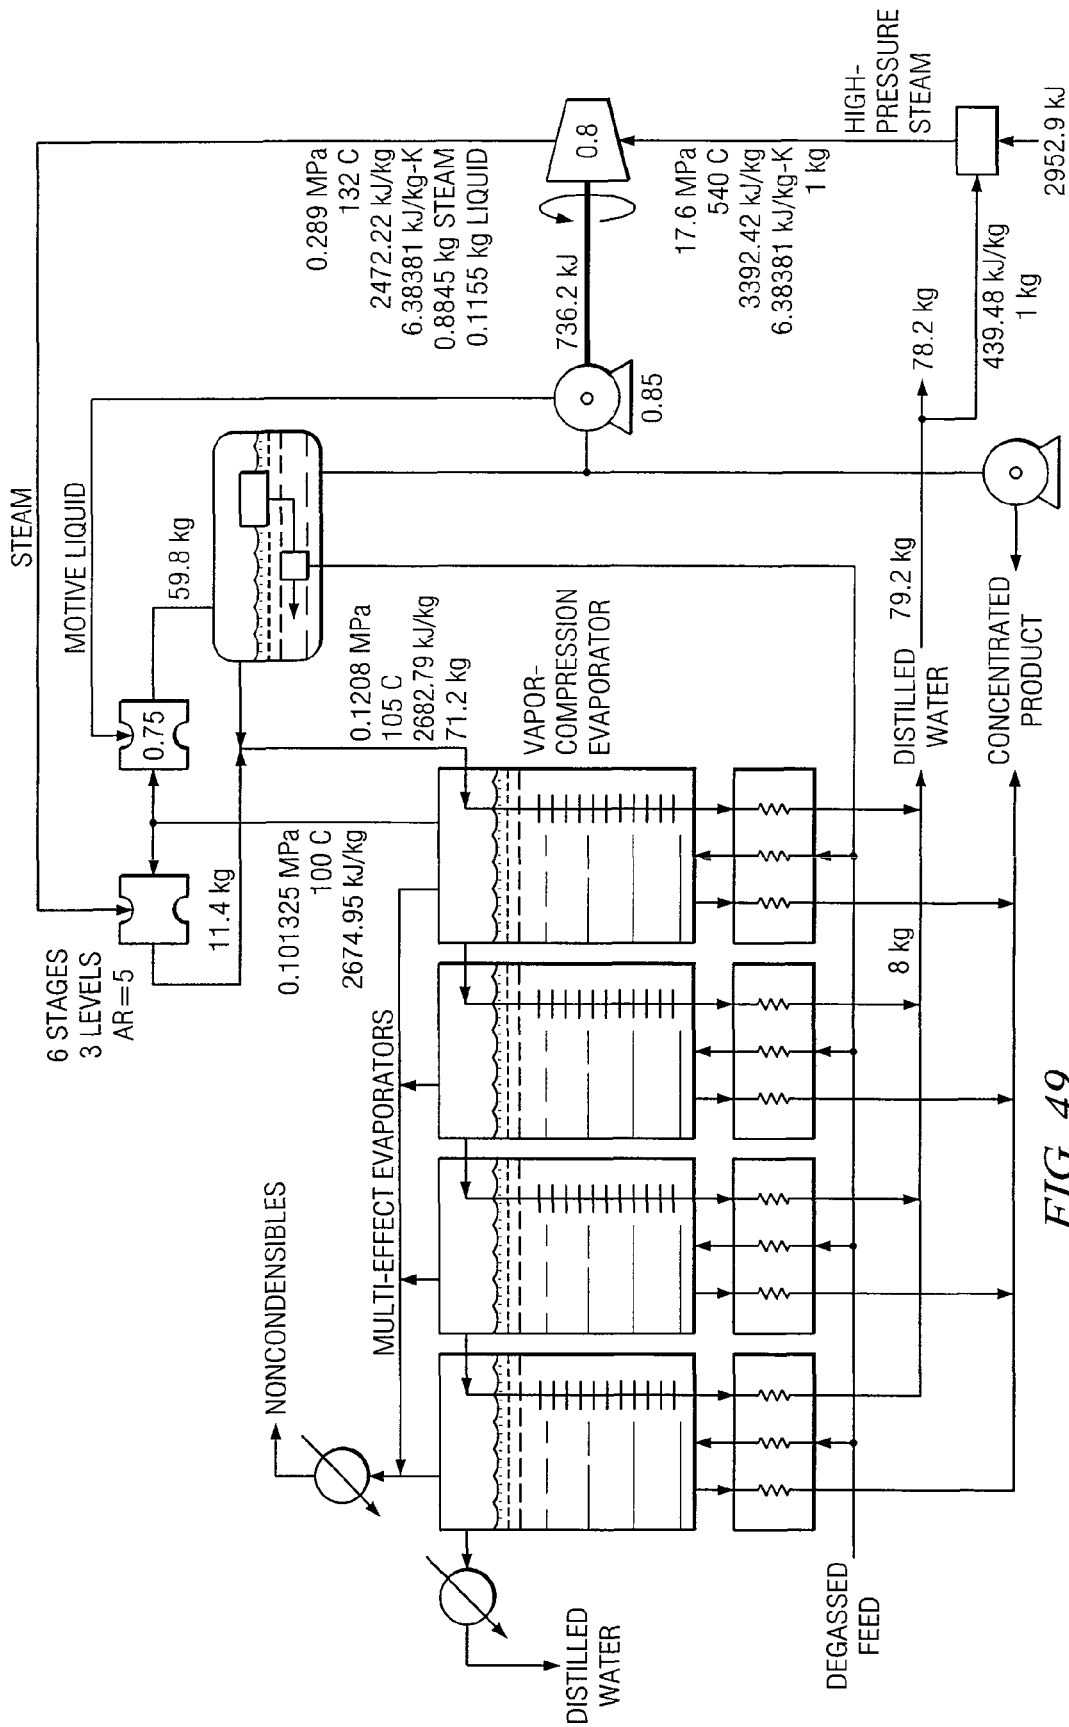 STEAM
MOTIVE LIQUID
6 STAGES
3 LEVELS
AR=5
0.75
59.8 kg
11.4 kg
0.289 MPa
132 C
2472.22 kJ/kg
6.38381 kJ/kg-K
0.8845 kg STEAM
0.1155 kg LIQUID
0.8
736.2 kJ
0.85
17.6 MPa
540 C
3392.42 kJ/kg
6.38381 kJ/kg-K
1 kg
HIGH-
PRESSURE
STEAM
2952.9 kJ
439.48 kJ/kg
1 kg
78.2 kg
79.2 kg
0.1208 MPa
105 C
2682.79 kJ/kg
71.2 kg
0.101325 MPa
100 C
2674.95 kJ/kg
VAPOR-
COMPRESSION
EVAPORATOR
MULTI-EFFECT EVAPORATORS
NONCONDENSIBLES
DISTILLED
WATER
DEGASSED
FEED
8 kg
DISTILLED
WATER
CONCENTRATED
PRODUCT
FIG. 49